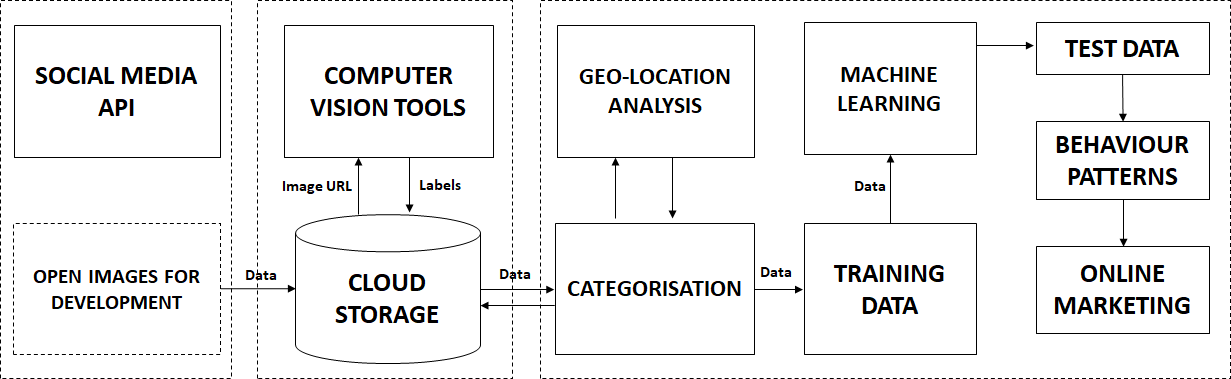 SOCIAL MEDIA
API
OPEN IMAGES FOR
DEVELOPMENT
Data
COMPUTER
VISION TOOLS
Image URL
Labels
CLOUD
STORAGE
Data
GEO-LOCATION
ANALYSIS
CATEGORISATION
Data
MACHINE
LEARNING
Data
TRAINING
DATA
TEST DATA
BEHAVIOUR
PATTERNS
ONLINE
MARKETING